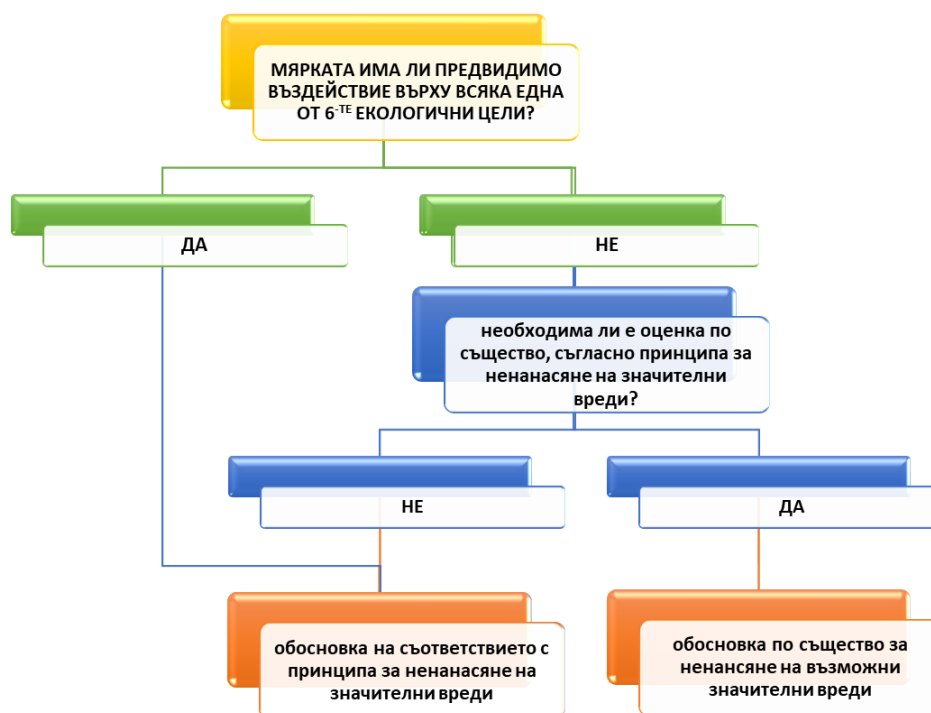 МЯРКАТА ИМА ЛИ ПРЕДВИДИМО
ВЪЗДЕЙСТВИЕ ВЪРХУ ВСЯКА ЕДНА
ОТ 6-ТЕ ЕКОЛОГИЧНИ ЦЕЛИ?
ДА
НЕ
необходима ли е оценка по
същество, съгласно принципа за
ненанасяне на значителни
вреди?
НЕ
ДА
обосновка на съответствието с
принципа за ненанасяне на
значителни вреди
обосновка по същество за
ненансяне на възможни
значителни вреди